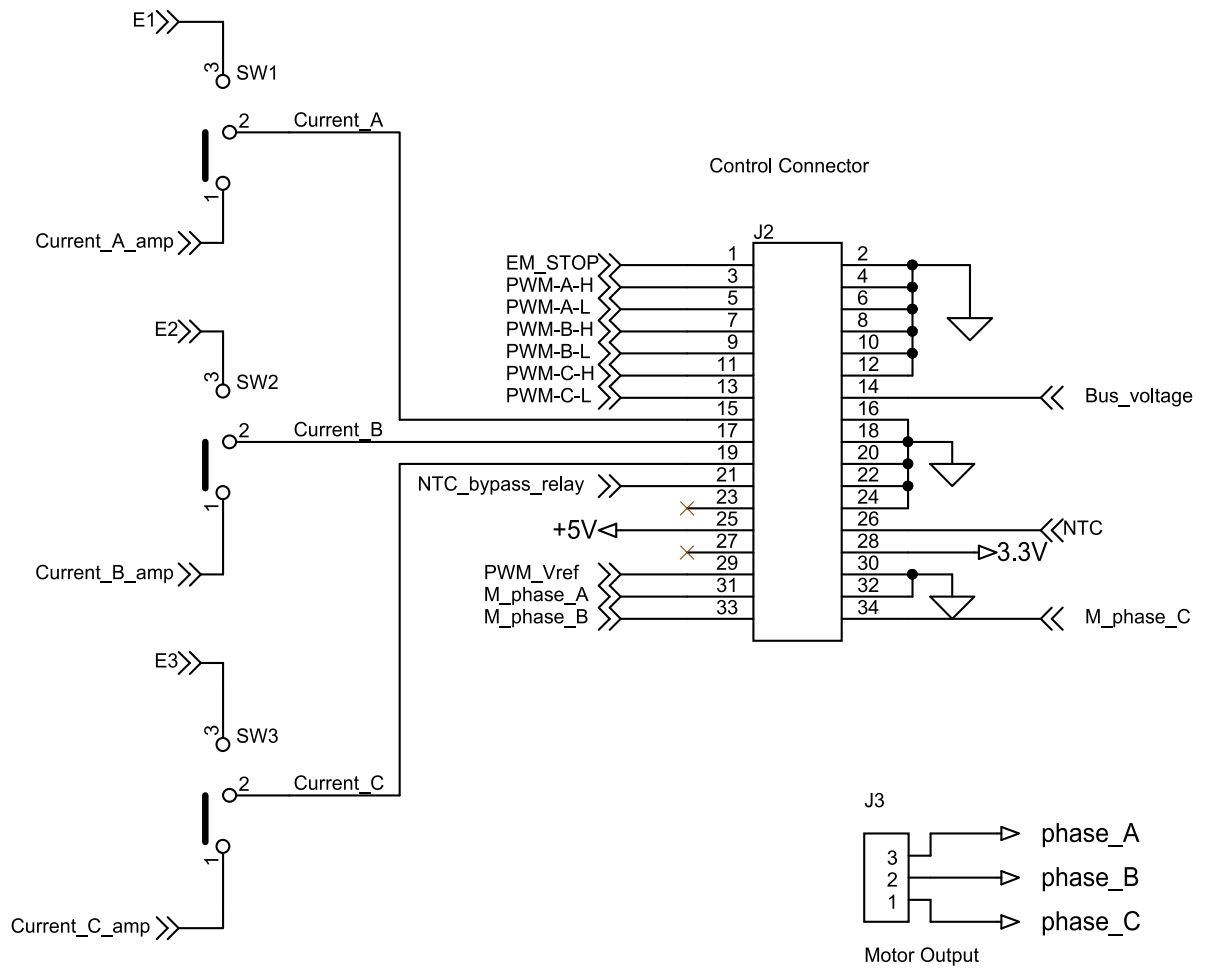 E1
3
SW1
2
Current_A
1
Current_A_amp
E2
3
SW2
2
Current_B
1
Current_B_amp
E3
3
SW3
2
Current_C
1
Current_C_amp
Control Connector
J2
EM_STOP 1 2
PWM-A-H 3 4
PWM-A-L 5 6
PWM-B-H 7 8
PWM-B-L 9 10
PWM-C-H 11 12
PWM-C-L 13 14 Bus_voltage
15 16
17 18
19 20
NTC_bypass_relay 21 22
23 24
+5V 25 26 NTC
27 28 3.3V
PWM_Vref 29 30
M_phase_A 31 32
M_phase_B 33 34 M_phase_C
J3
3 phase_A
2 phase_B
1 phase_C
Motor Output